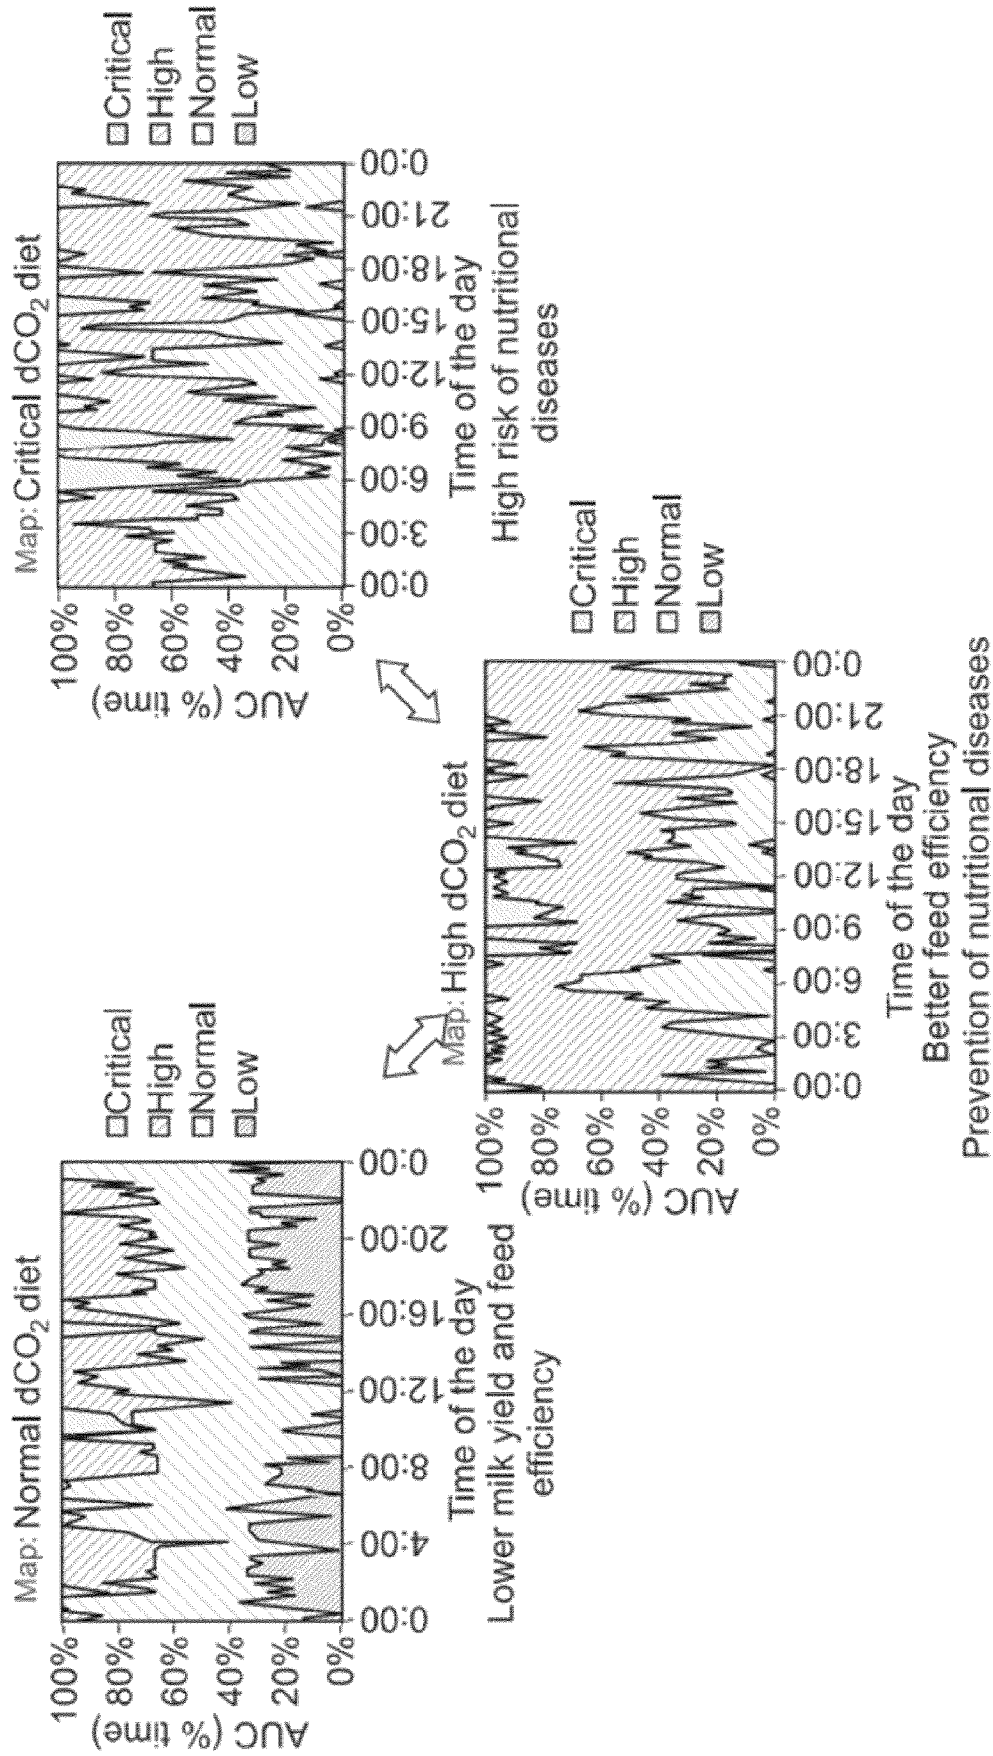 Map: Normal dCO2 diet
AUC (% time)
100%
80%
60%
40%
20%
0%
0:00
4:00
8:00
12:00
16:00
20:00
0:00
Time of the day
Critical
High
Normal
Low
Lower milk yield and feed
efficiency
Map: Critical dCO2 diet
AUC (% time)
100%
80%
60%
40%
20%
0%
0:00
3:00
6:00
9:00
12:00
15:00
18:00
21:00
0:00
Time of the day
Critical
High
Normal
Low
High risk of nutritional
diseases
Map: High dCO2 diet
AUC (% time)
100%
80%
60%
40%
20%
0%
0:00
3:00
6:00
9:00
12:00
15:00
18:00
21:00
0:00
Time of the day
Critical
High
Normal
Low
Better feed efficiency
Prevention of nutritional diseases